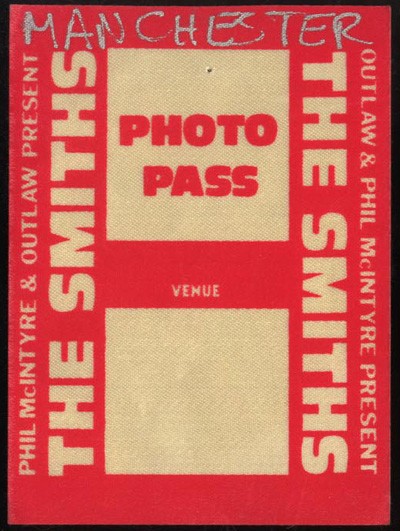 MANCHESTER
PHIL McINTYRE & OUTLAW PRESENT
THE SMITHS
PHOTO
PASS
VENUE
THE SMITHS
OUTLAW & PHIL McINTYRE PRESENT